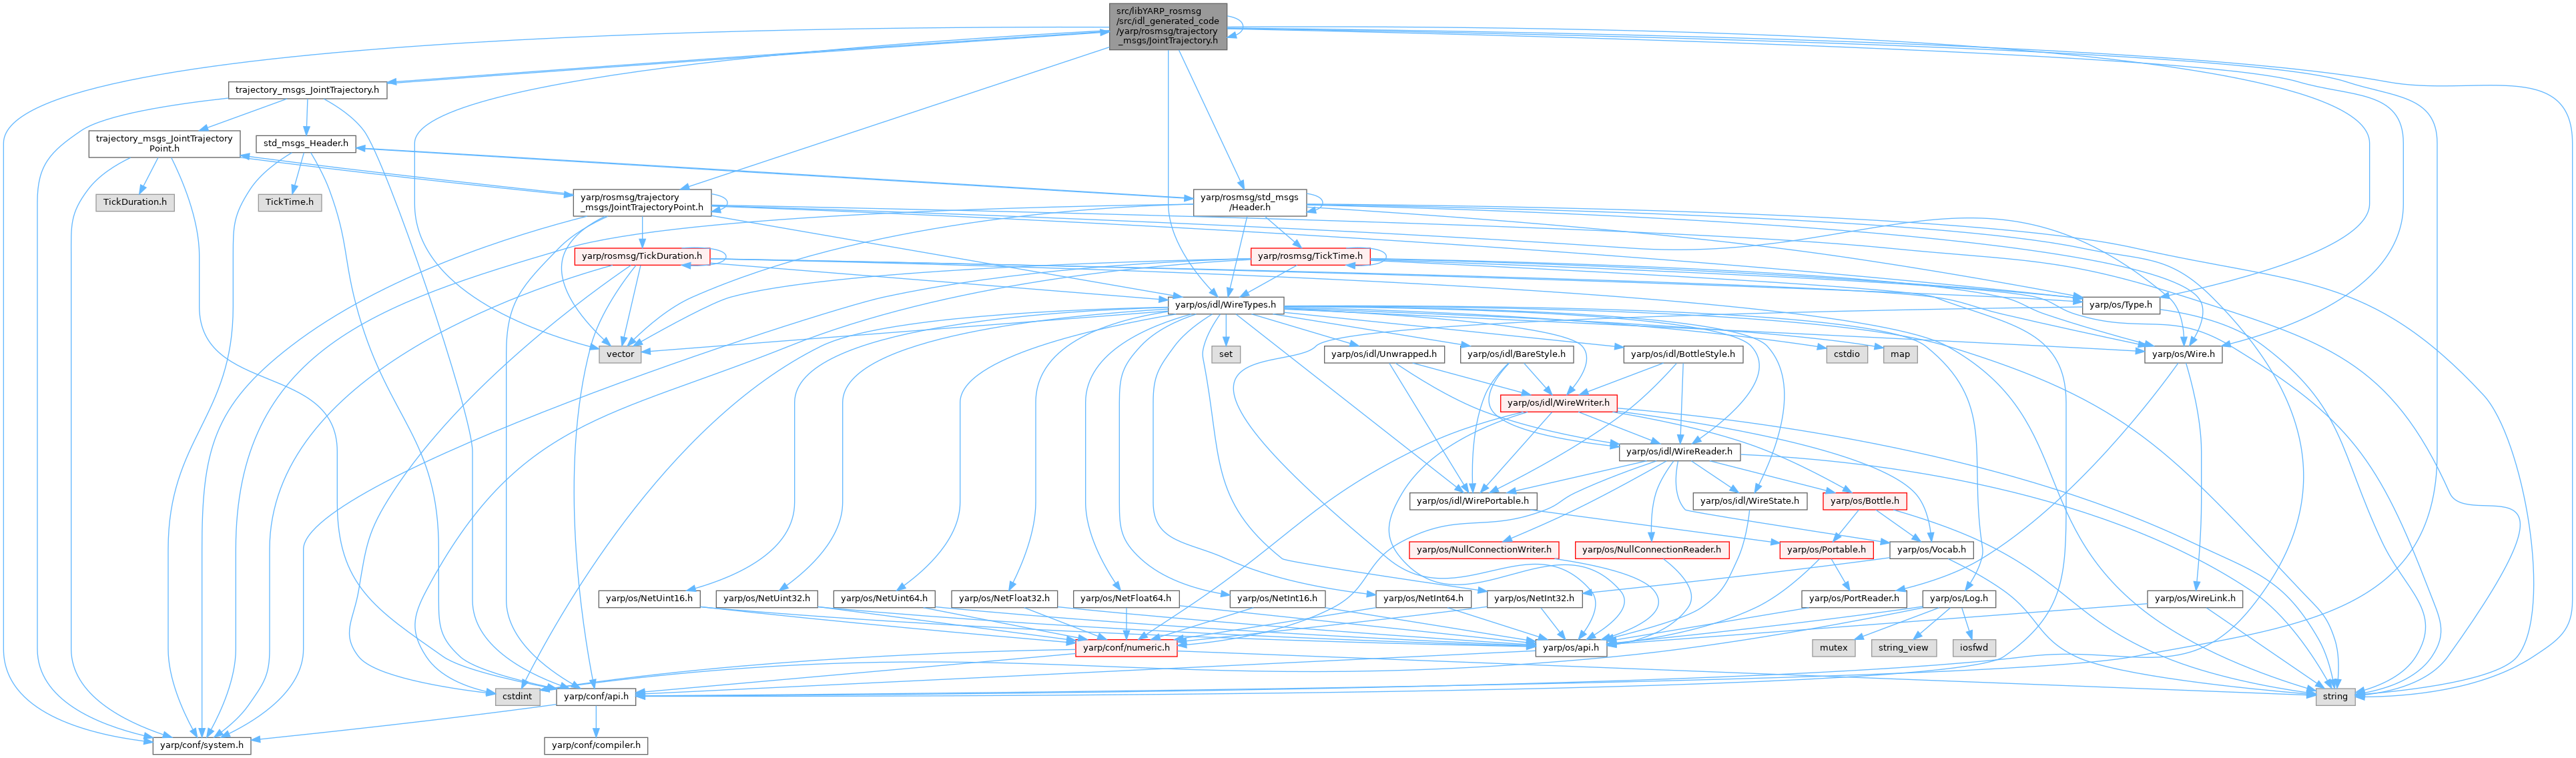 src/libYARP_rosmsg
/src/idl_generated_code
/yarp/rosmsg/trajectory
_msgs/JointTrajectory.h
trajectory_msgs_JointTrajectory.h
trajectory_msgs_JointTrajectory
Point.h
std_msgs_Header.h
TickDuration.h
TickTime.h
yarp/rosmsg/trajectory
_msgs/JointTrajectoryPoint.h
yarp/rosmsg/std_msgs
/Header.h
yarp/rosmsg/TickDuration.h
yarp/rosmsg/TickTime.h
yarp/os/idl/WireTypes.h
yarp/os/Type.h
vector
set
yarp/os/idl/Unwrapped.h
yarp/os/idl/BareStyle.h
yarp/os/idl/BottleStyle.h
cstdio
map
yarp/os/Wire.h
yarp/os/idl/WireWriter.h
yarp/os/idl/WireReader.h
yarp/os/idl/WirePortable.h
yarp/os/idl/WireState.h
yarp/os/Bottle.h
yarp/os/NullConnectionWriter.h
yarp/os/NullConnectionReader.h
yarp/os/Portable.h
yarp/os/Vocab.h
yarp/os/NetUint16.h
yarp/os/NetUint32.h
yarp/os/NetUint64.h
yarp/os/NetFloat32.h
yarp/os/NetFloat64.h
yarp/os/NetInt16.h
yarp/os/NetInt64.h
yarp/os/NetInt32.h
yarp/os/PortReader.h
yarp/os/Log.h
yarp/os/WireLink.h
yarp/conf/numeric.h
yarp/os/api.h
mutex
string_view
iosfwd
cstdint
yarp/conf/api.h
string
yarp/conf/system.h
yarp/conf/compiler.h